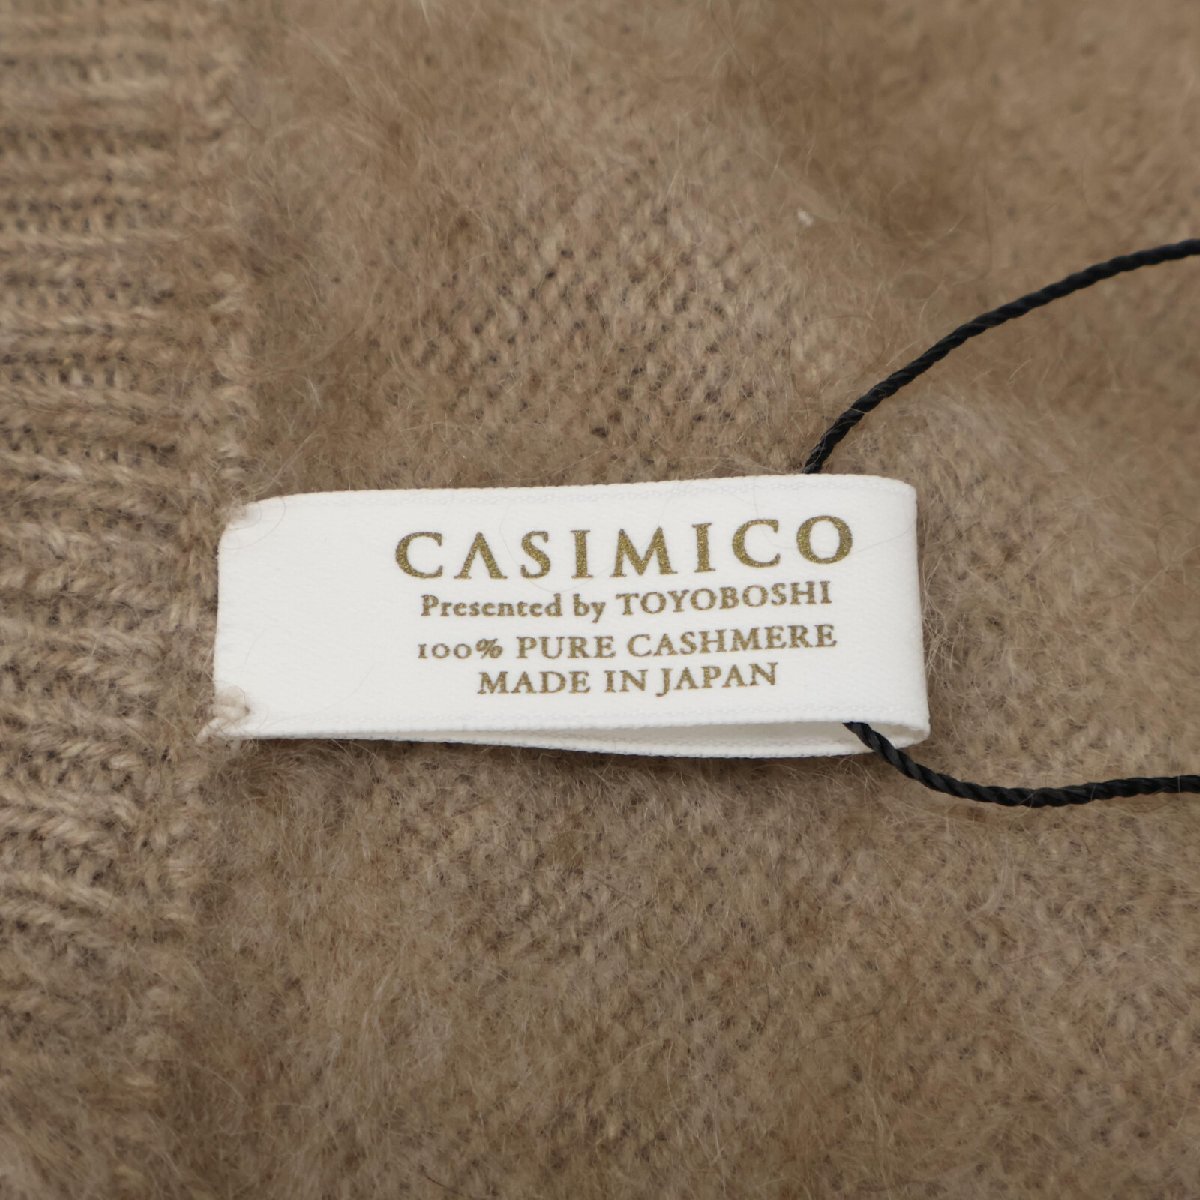 CASIMICO
Presented by TOYOBOSHI
100% PURE CASHMERE
MADE IN JAPAN